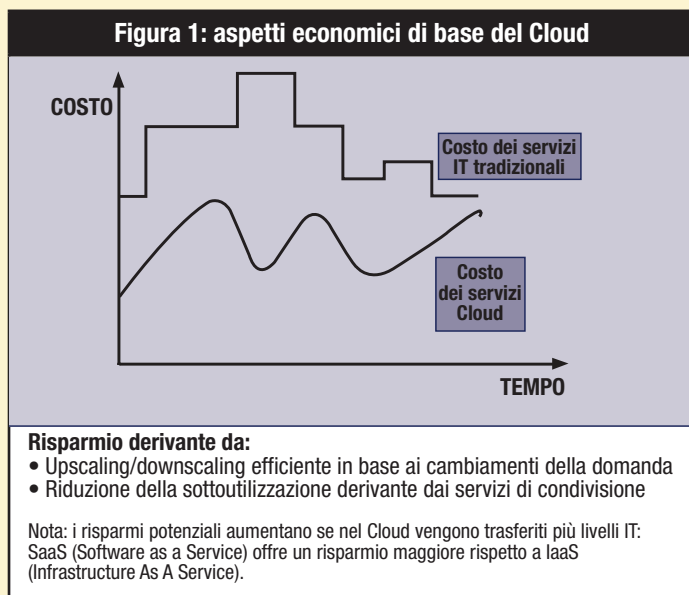 Figura 1: aspetti economici di base del Cloud
COSTO
Costo dei servizi
IT tradizionali
Costo
dei servizi
Cloud
TEMPO
Risparmio derivante da:
• Upscaling/downscaling efficiente in base ai cambiamenti della domanda
• Riduzione della sottoutilizzazione derivante dai servizi di condivisione
Nota: i risparmi potenziali aumentano se nel Cloud vengono trasferiti più livelli IT:
SaaS (Software as a Service) offre un risparmio maggiore rispetto a IaaS
(Infrastructure As A Service).